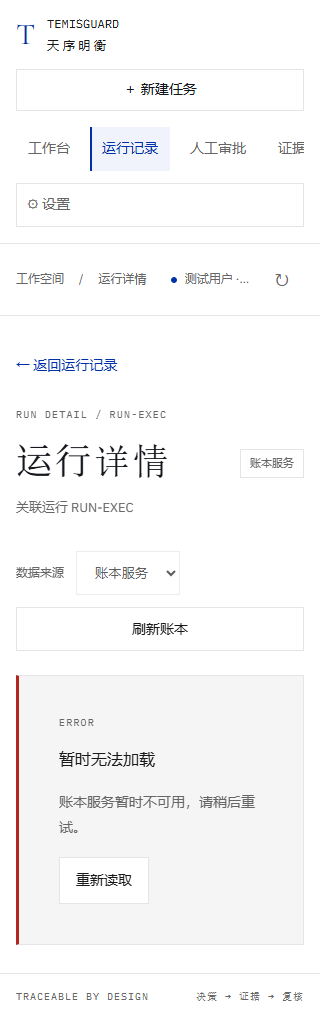 T
TEMISGUARD
天序明衡
+ 新建任务
工作台 运行记录 人工审批 证据
⚙ 设置
工作空间 / 运行详情 ● 测试用户 ·... ↻
← 返回运行记录
RUN DETAIL / RUN-EXEC
运行详情
账本服务
关联运行 RUN-EXEC
数据来源 账本服务
刷新账本
ERROR
暂时无法加载
账本服务暂时不可用，请稍后重
试。
重新读取
TRACEABLE BY DESIGN 决策 → 证据 → 复核